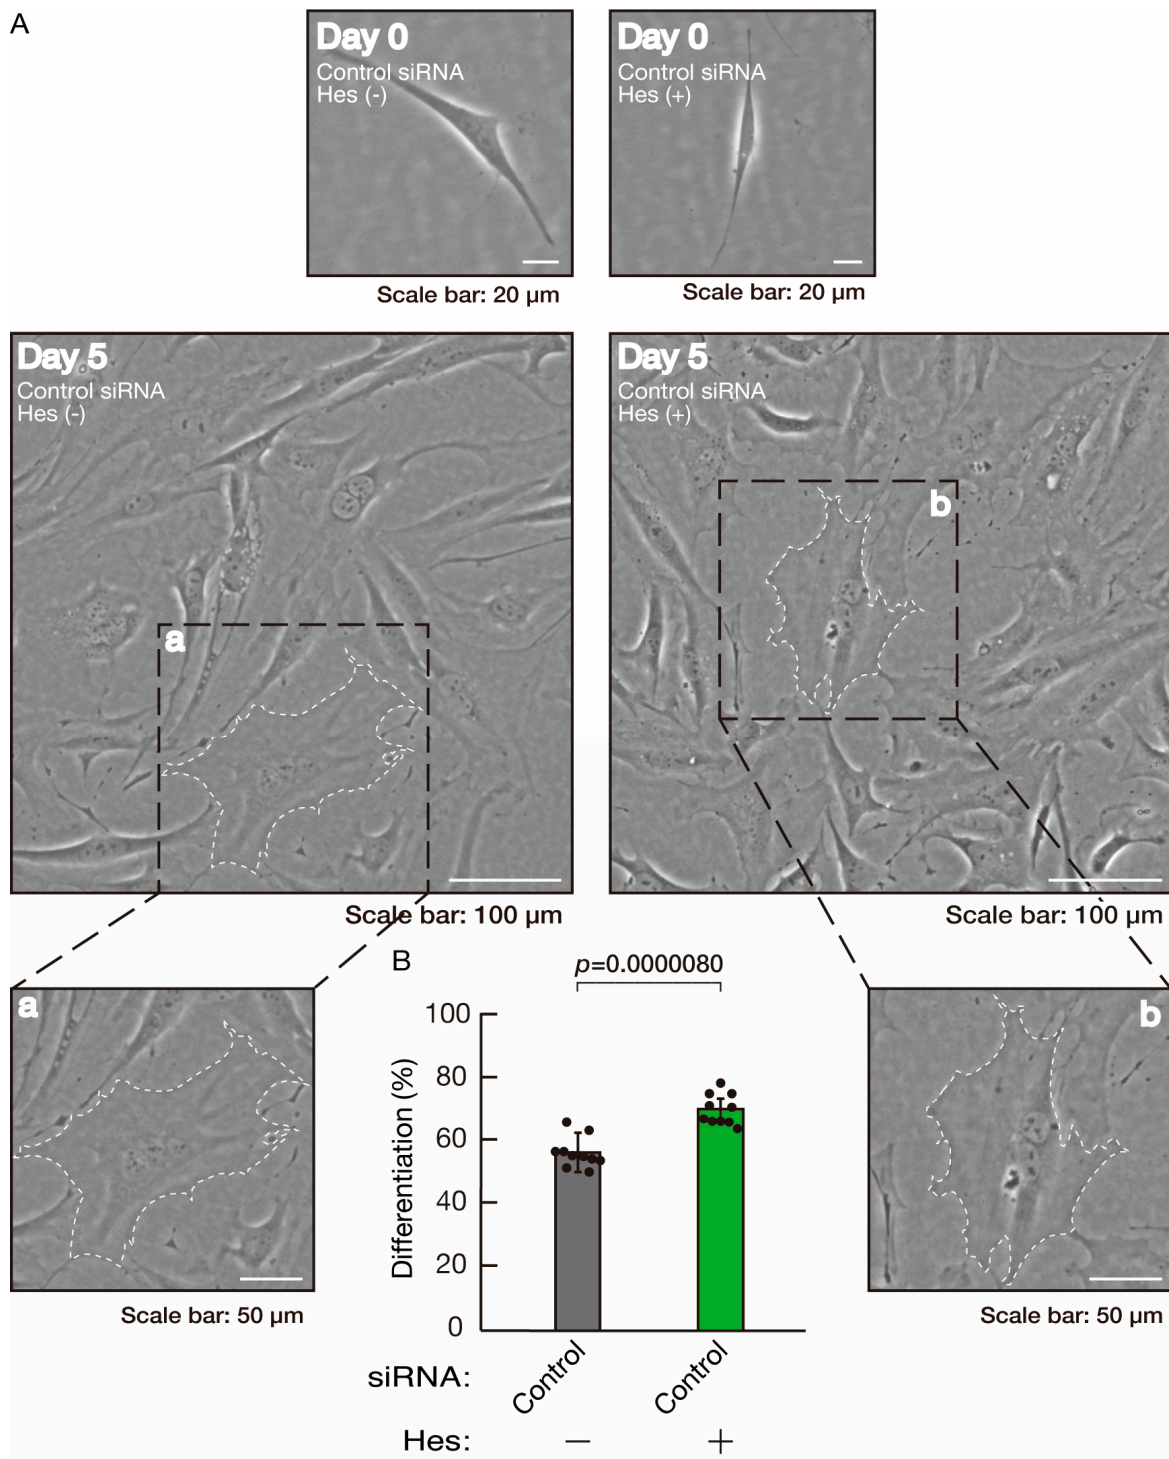 A
Day 0
Control siRNA
Hes (-)
Scale bar: 20 µm
Day 0
Control siRNA
Hes (+)
Scale bar: 20 µm
Day 5
Control siRNA
Hes (-)
a
Scale bar: 100 µm
Day 5
Control siRNA
Hes (+)
b
Scale bar: 100 µm
a
Scale bar: 50 µm
B
p=0.0000080
Differentiation (%)
100
80
60
40
20
0
siRNA: Control Control
Hes: − +
b
Scale bar: 50 µm